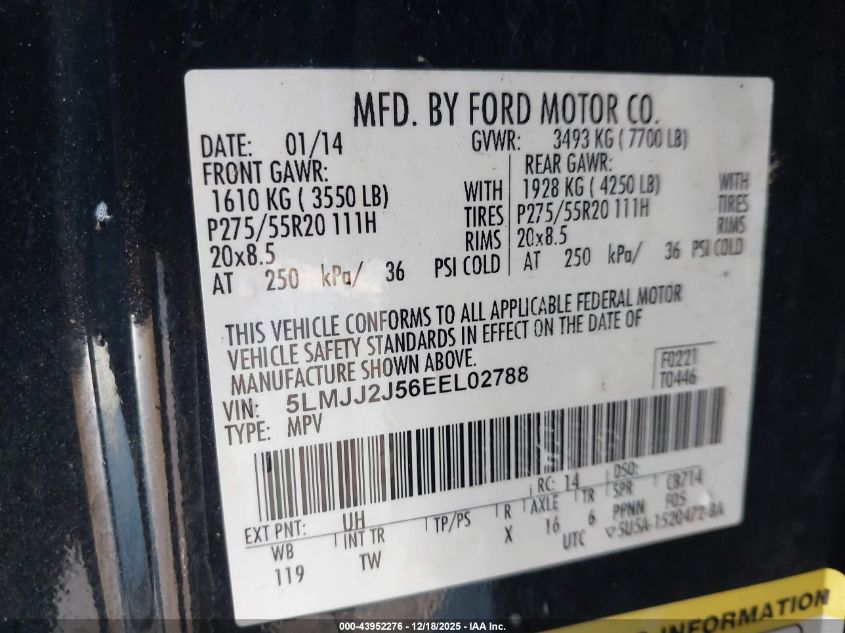 MFD. BY FORD MOTOR CO.
DATE: 01/14 GVWR: 3493 KG ( 7700 LB)
FRONT GAWR: REAR GAWR:
1610 KG ( 3550 LB) WITH 1928 KG ( 4250 LB) WITH
P275/55R20 111H TIRES P275/55R20 111H TIRES
20x8.5 RIMS 20x8.5 RIMS
AT 250 kPa/ 36 PSI COLD AT 250 kPa/ 36 PSI COLD
THIS VEHICLE CONFORMS TO ALL APPLICABLE FEDERAL MOTOR
VEHICLE SAFETY STANDARDS IN EFFECT ON THE DATE OF
MANUFACTURE SHOWN ABOVE.
F0221
T0446
VIN: 5LMJJ2J56EEL02788
TYPE: MPV
EXT PNT: UH RC: 14 DSO:
WB INT TR TP/PS R AXLE TR SPR CB714
119 TW X 16 6 PPNN F05
UTC ▽5U5A-1520472-BA
INFORMATION
000-43952276 - 12/18/2025 - IAA Inc.